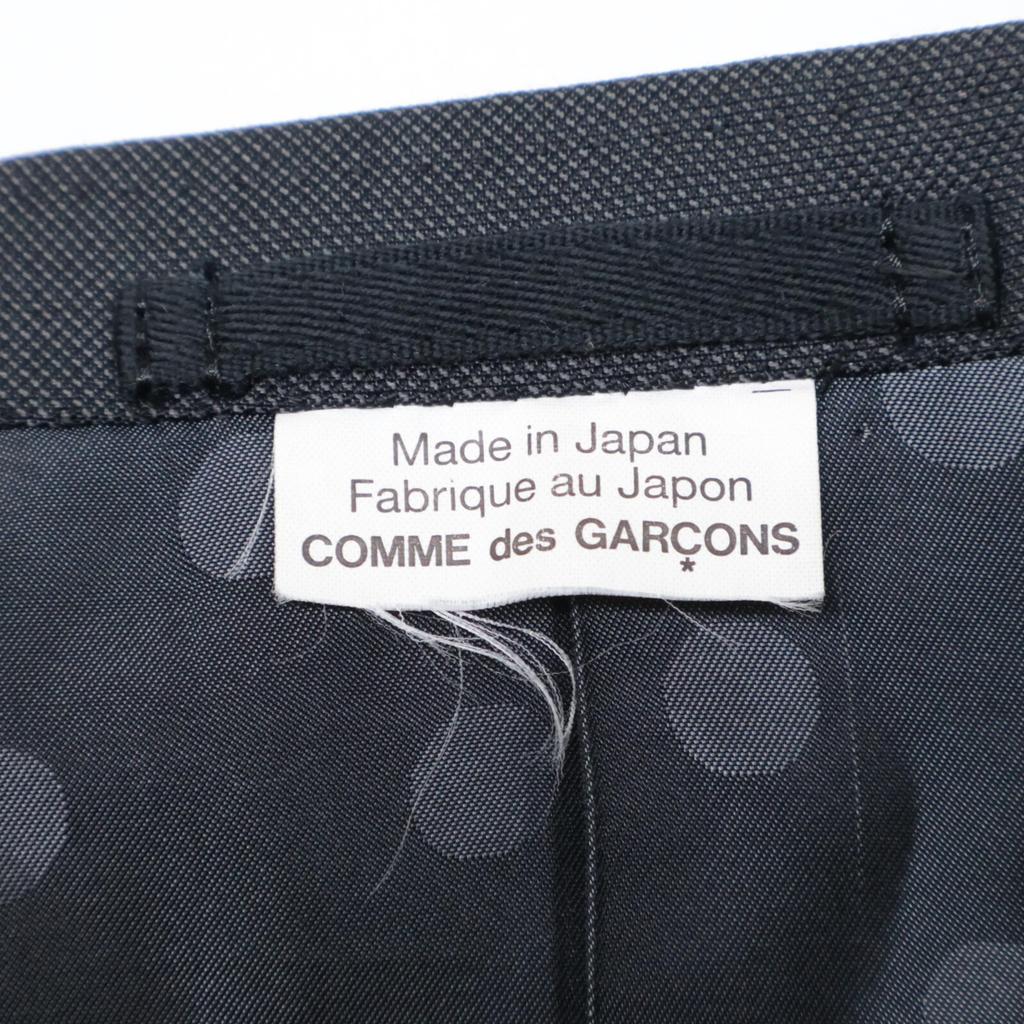 Made in Japan
Fabrique au Japon
COMME des GARÇONS
*